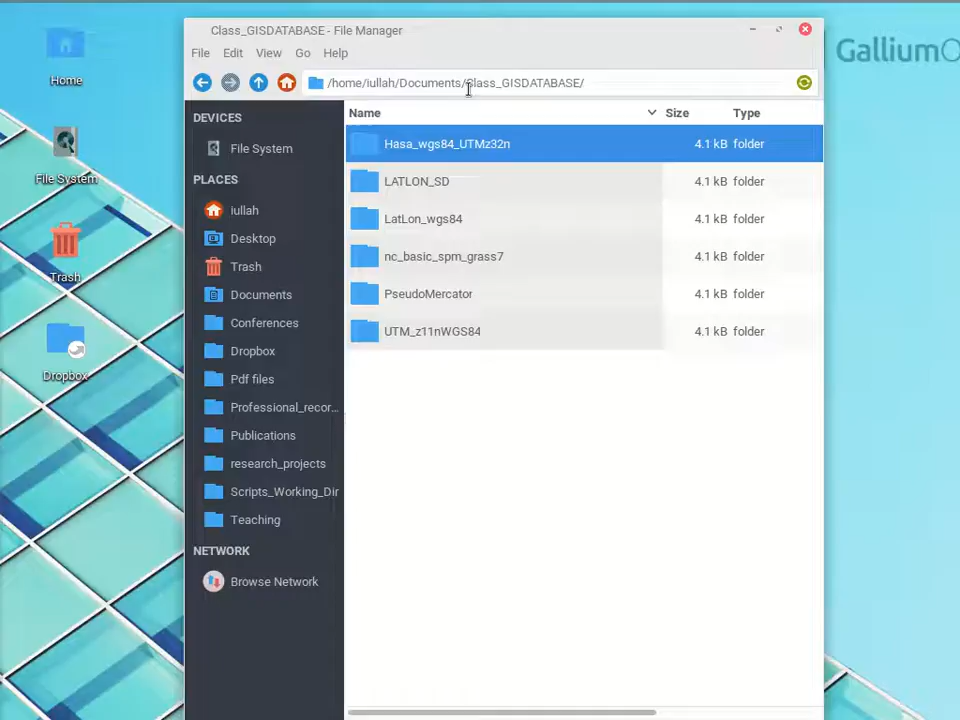 Class_GISDATABASE - File Manager
File Edit View Go Help
/home/iullah/Documents/Class_GISDATABASE/
Name Size Type
Hasa_wgs84_UTMz32n 4.1 kB folder
LATLON_SD 4.1 kB folder
LatLon_wgs84 4.1 kB folder
nc_basic_spm_grass7 4.1 kB folder
PseudoMercator 4.1 kB folder
UTM_z11nWGS84 4.1 kB folder
DEVICES
File System
PLACES
iullah
Desktop
Trash
Documents
Conferences
Dropbox
Pdf files
Professional_recor...
Publications
research_projects
Scripts_Working_Dir
Teaching
NETWORK
Browse Network
Home
File System
Trash
Dropbox
GalliumO